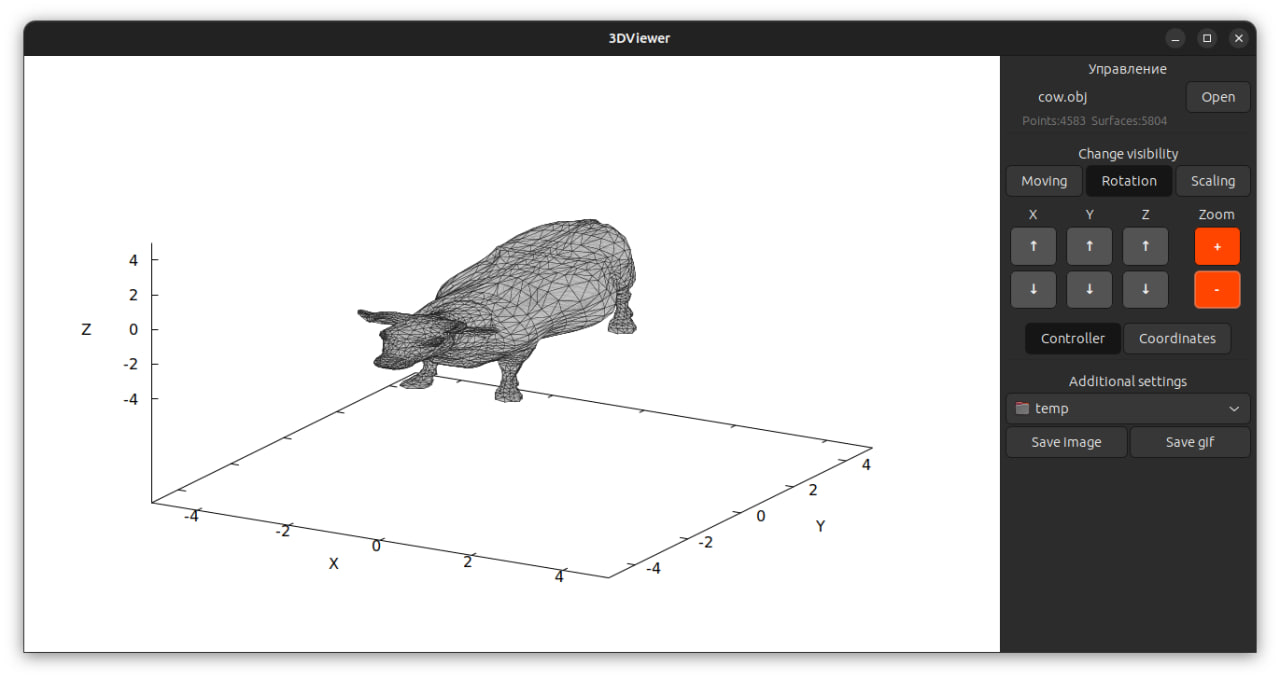 3DViewer
Управление
cow.obj Open
Points:4583 Surfaces:5804
Change visibility
Moving Rotation Scaling
X Y Z Zoom
↑ ↑ ↑ +
↓ ↓ ↓ -
Controller Coordinates
Additional settings
temp
Save image Save gif
4
2
Z 0
-2
-4
-4
-2
0
2
4
X
4
2
0
-2
-4
Y